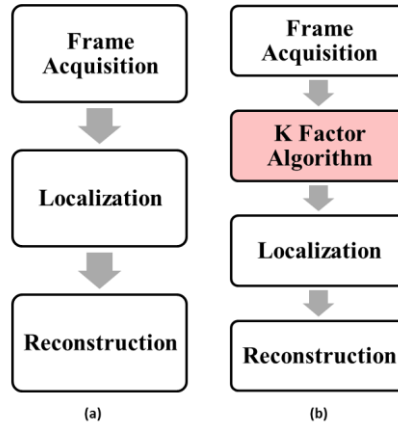 Frame
Acquisition
Localization
Reconstruction
(a)
Frame
Acquisition
K Factor
Algorithm
Localization
Reconstruction
(b)